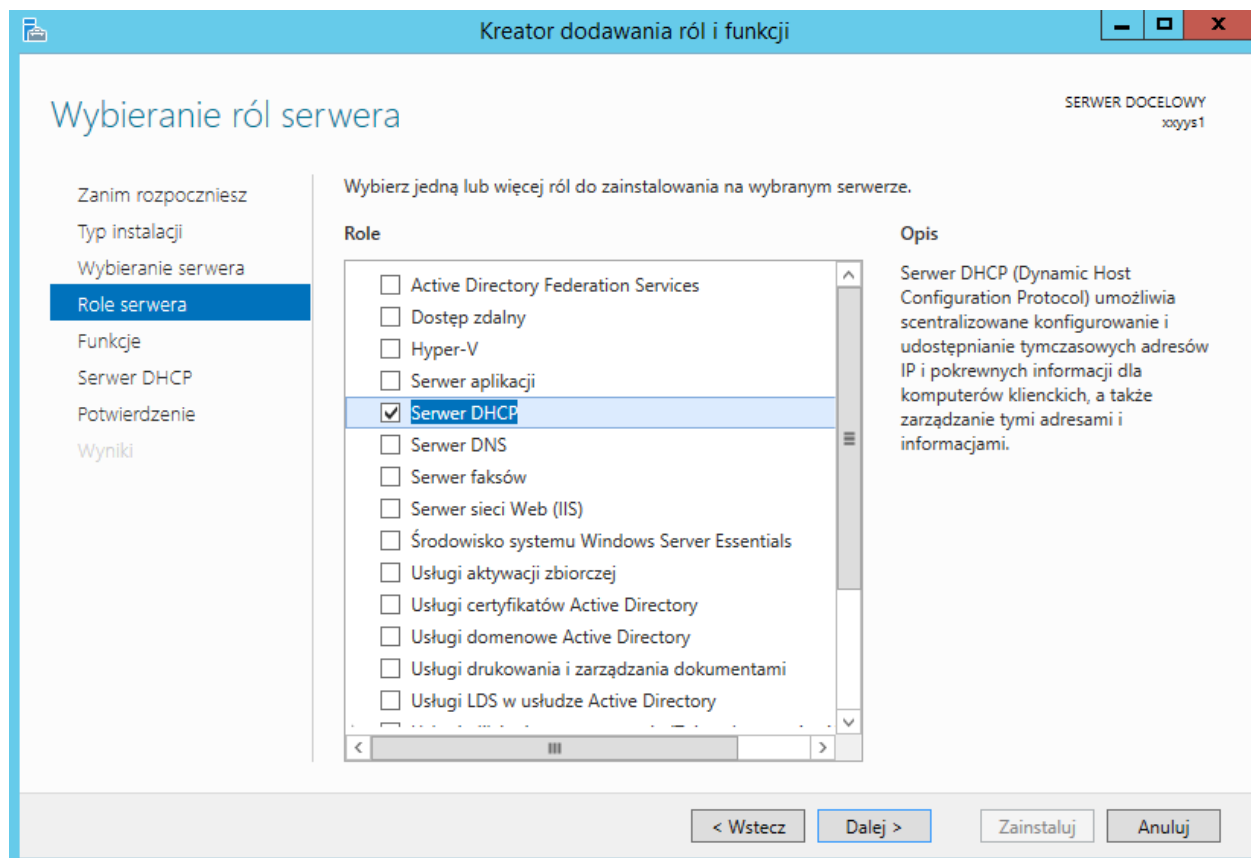 Kreator dodawania ról i funkcji
Wybieranie ról serwera
SERWER DOCELOWY
xxyys1
Zanim rozpoczniesz
Typ instalacji
Wybieranie serwera
Role serwera
Funkcje
Serwer DHCP
Potwierdzenie
Wyniki
Wybierz jedną lub więcej ról do zainstalowania na wybranym serwerze.
Role
Active Directory Federation Services
Dostęp zdalny
Hyper-V
Serwer aplikacji
Serwer DHCP
Serwer DNS
Serwer faksów
Serwer sieci Web (IIS)
Środowisko systemu Windows Server Essentials
Usługi aktywacji zbiorczej
Usługi certyfikatów Active Directory
Usługi domenowe Active Directory
Usługi drukowania i zarządzania dokumentami
Usługi LDS w usłudze Active Directory
Opis
Serwer DHCP (Dynamic Host
Configuration Protocol) umożliwia
scentralizowane konfigurowanie i
udostępnianie tymczasowych adresów
IP i pokrewnych informacji dla
komputerów klienckich, a także
zarządzanie tymi adresami i
informacjami.
< Wstecz
Dalej >
Zainstaluj
Anuluj